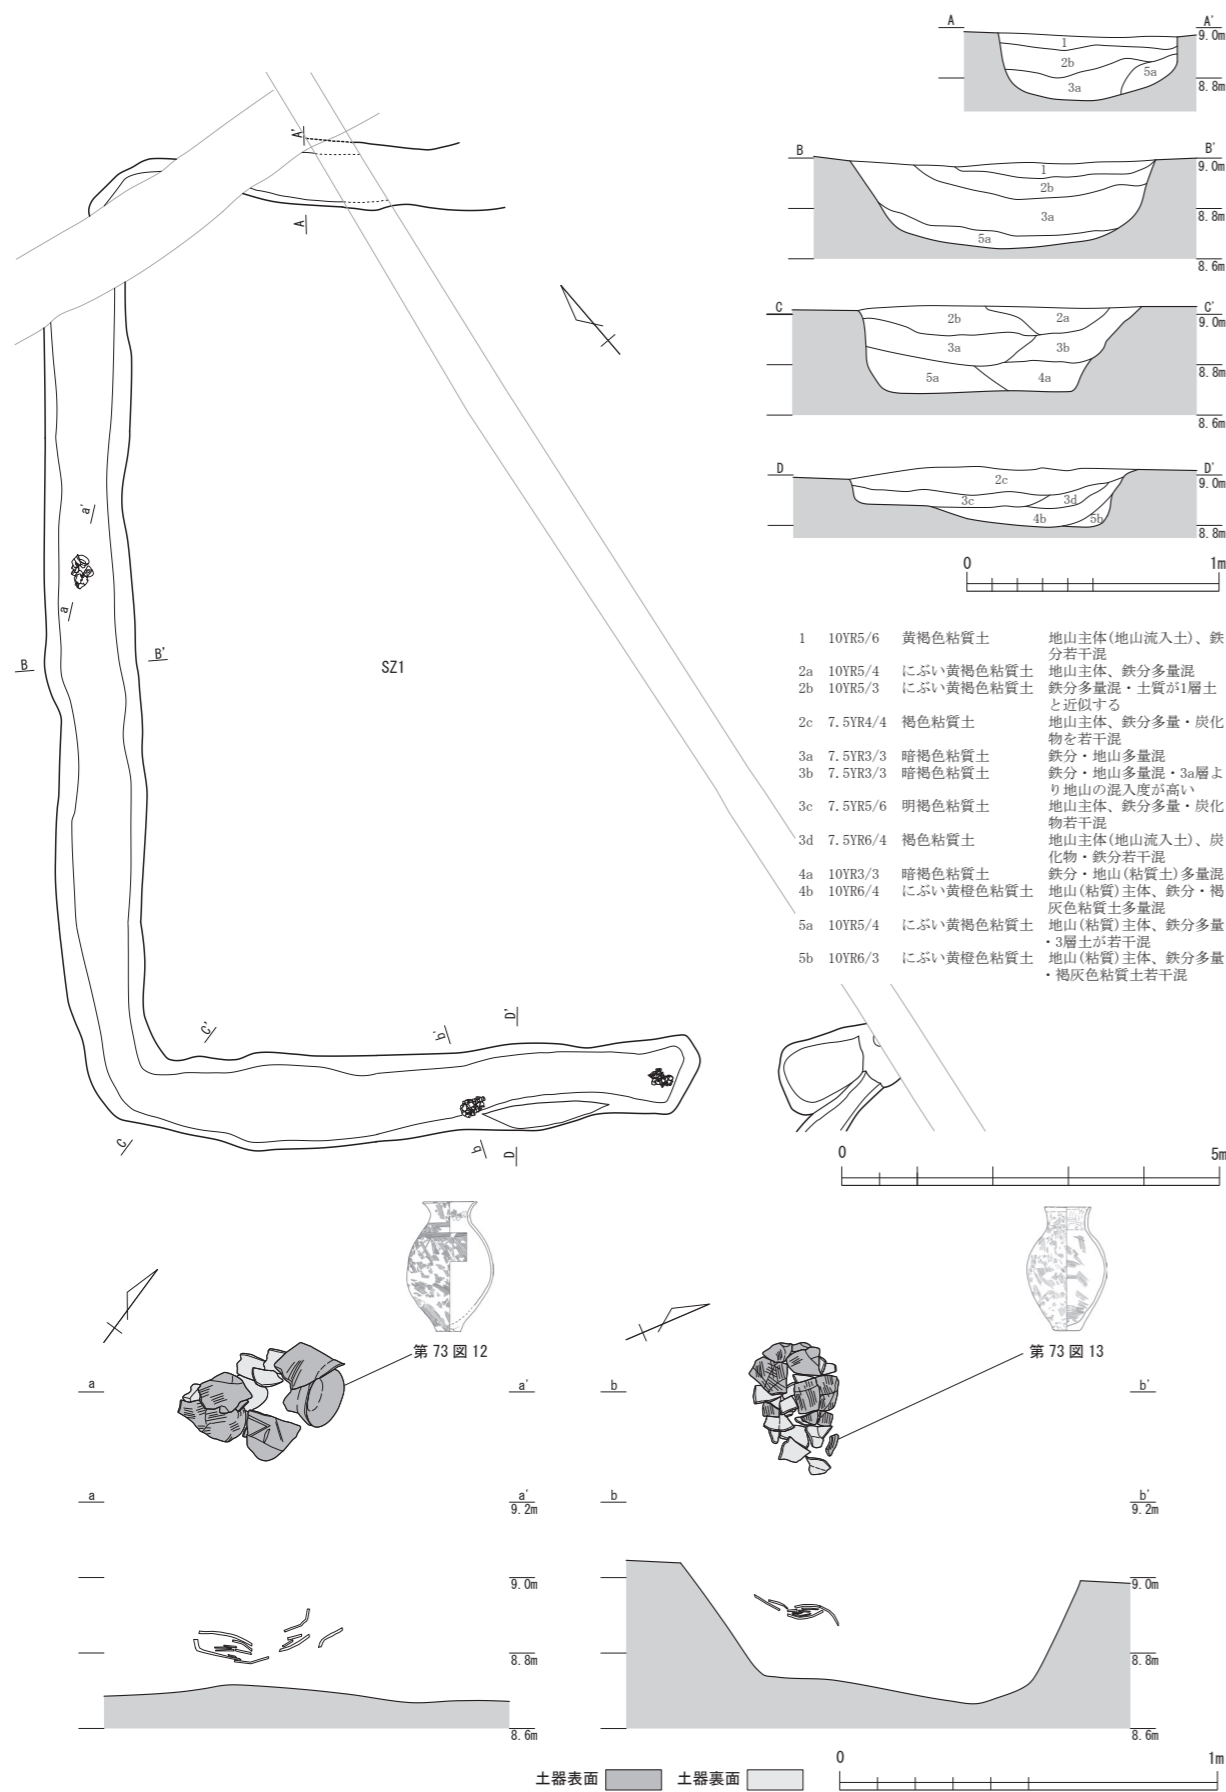 A A'
9.0m
1
2b
5a
3a
8.8m
B B'
9.0m
1
2b
3a
8.8m
5a
8.6m
C C'
9.0m
2b 2a
3a 3b
8.8m
5a 4a
8.6m
D D'
9.0m
2c
3c 3d
4b 5b
8.8m
0 1m
A'
A
a'
a
B B'
SZ1
C'
C
b'
b
D'
D
1 10YR5/6 黄褐色粘質土 地山主体(地山流入土)、鉄
分若干混
2a 10YR5/4 にぶい黄褐色粘質土 地山主体、鉄分多量混
2b 10YR5/3 にぶい黄褐色粘質土 鉄分多量混・土質が1層土
と近似する
2c 7.5YR4/4 褐色粘質土 地山主体、鉄分多量・炭化
物を若干混
3a 7.5YR3/3 暗褐色粘質土 鉄分・地山多量混
3b 7.5YR3/3 暗褐色粘質土 鉄分・地山多量混・3a層よ
り地山の混入度が高い
3c 7.5YR5/6 明褐色粘質土 地山主体、鉄分多量・炭化
物若干混
3d 7.5YR6/4 褐色粘質土 地山主体(地山流入土)、炭
化物・鉄分若干混
4a 10YR3/3 暗褐色粘質土 鉄分・地山(粘質土)多量混
4b 10YR6/4 にぶい黄橙色粘質土 地山(粘質)主体、鉄分・褐
灰色粘質土多量混
5a 10YR5/4 にぶい黄褐色粘質土 地山(粘質)主体、鉄分多量
・3層土が若干混
5b 10YR6/3 にぶい黄橙色粘質土 地山(粘質)主体、鉄分多量
・褐灰色粘質土若干混
0 5m
第73図12
a a'
a a'
9.2m
9.0m
8.8m
8.6m
第73図13
b b'
b b'
9.2m
9.0m
8.8m
8.6m
土器表面 土器裏面
0 1m